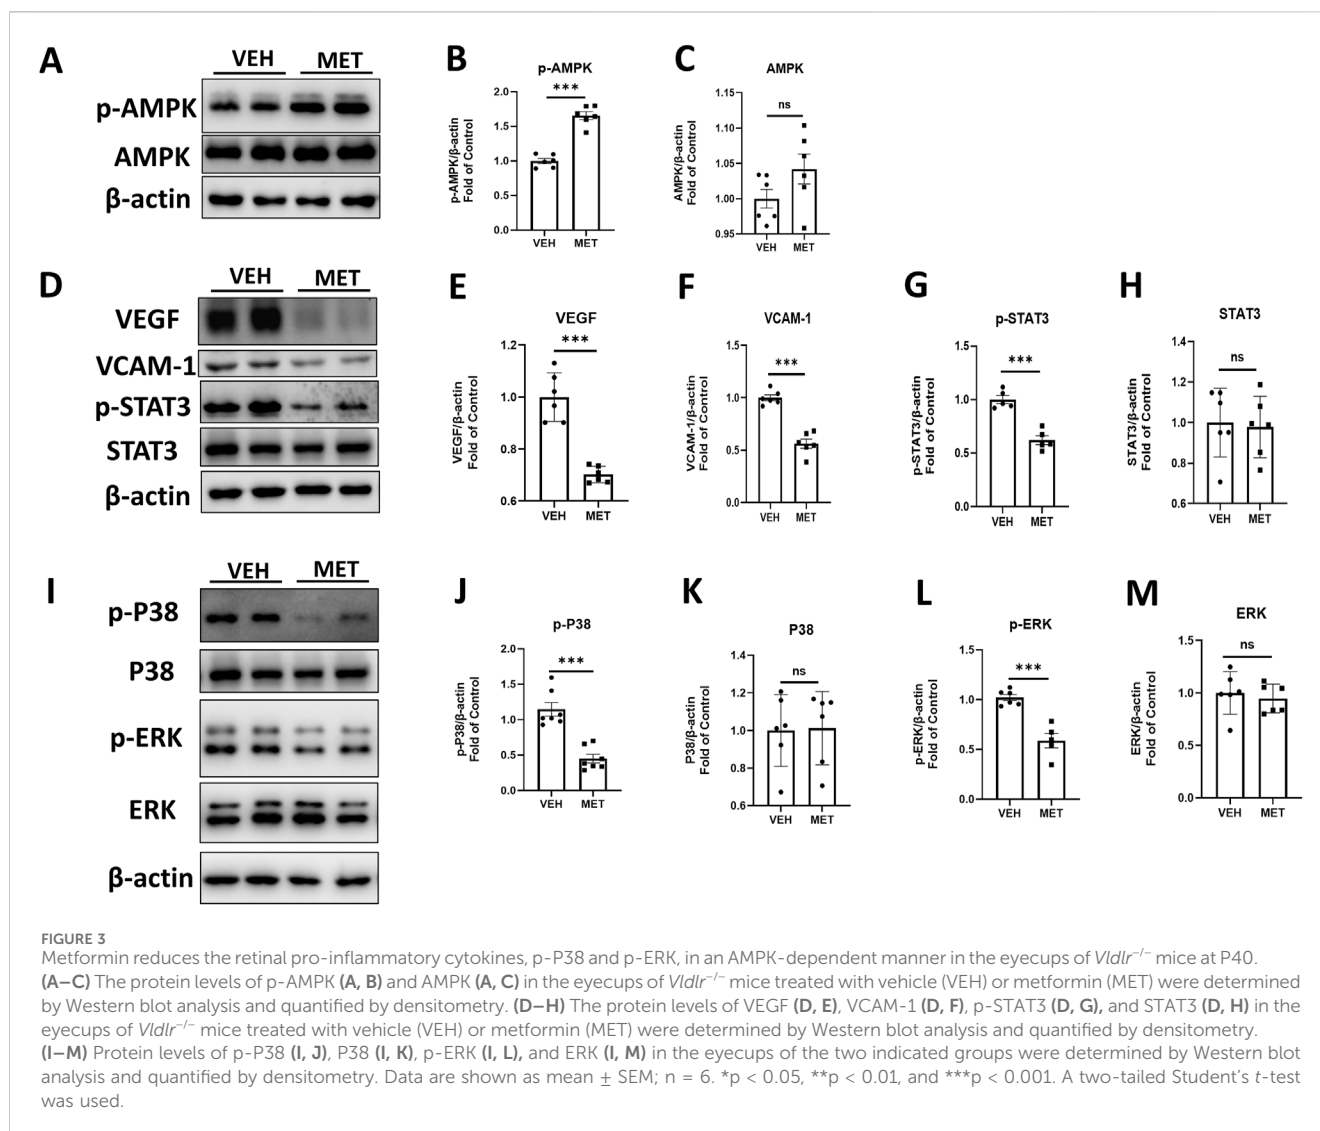 A
VEH MET
p-AMPK
AMPK
β-actin
B
p-AMPK
***
p-AMPK/β-actin
Fold of Control
2.0
1.5
1.0
0.5
0.0
VEH MET
C
AMPK
ns
AMPK/β-actin
Fold of Control
1.15
1.10
1.05
1.00
0.95
VEH MET
D
VEH MET
VEGF
VCAM-1
p-STAT3
STAT3
β-actin
E
VEGF
***
VEGF/β-actin
Fold of Control
1.2
1.0
0.8
0.6
VEH MET
F
VCAM-1
***
VCAM-1/β-actin
Fold of Control
1.5
1.0
0.5
0.0
VEH MET
G
p-STAT3
***
p-STAT3/β-actin
Fold of Control
1.5
1.0
0.5
0.0
VEH MET
H
STAT3
ns
STAT3/β-actin
Fold of Control
1.4
1.2
1.0
0.8
0.6
VEH MET
I
VEH MET
p-P38
P38
p-ERK
ERK
β-actin
J
p-P38
***
p-P38/β-actin
Fold of Control
2.0
1.5
1.0
0.5
0.0
VEH MET
K
P38
ns
P38/β-actin
Fold of Control
1.4
1.2
1.0
0.8
0.6
VEH MET
L
p-ERK
***
p-ERK/β-actin
Fold of Control
1.5
1.0
0.5
0.0
VEH MET
M
ERK
ns
ERK/β-actin
Fold of Control
1.5
1.0
0.5
0.0
VEH MET
FIGURE 3
Metformin reduces the retinal pro-inflammatory cytokines, p-P38 and p-ERK, in an AMPK-dependent manner in the eyecups of Vldlr−/− mice at P40.
(A–C) The protein levels of p-AMPK (A, B) and AMPK (A, C) in the eyecups of Vldlr−/− mice treated with vehicle (VEH) or metformin (MET) were determined
by Western blot analysis and quantified by densitometry. (D–H) The protein levels of VEGF (D, E), VCAM-1 (D, F), p-STAT3 (D, G), and STAT3 (D, H) in the
eyecups of Vldlr−/− mice treated with vehicle (VEH) or metformin (MET) were determined by Western blot analysis and quantified by densitometry.
(I–M) Protein levels of p-P38 (I, J), P38 (I, K), p-ERK (I, L), and ERK (I, M) in the eyecups of the two indicated groups were determined by Western blot
analysis and quantified by densitometry. Data are shown as mean ± SEM; n = 6. *p < 0.05, **p < 0.01, and ***p < 0.001. A two-tailed Student’s t-test
was used.